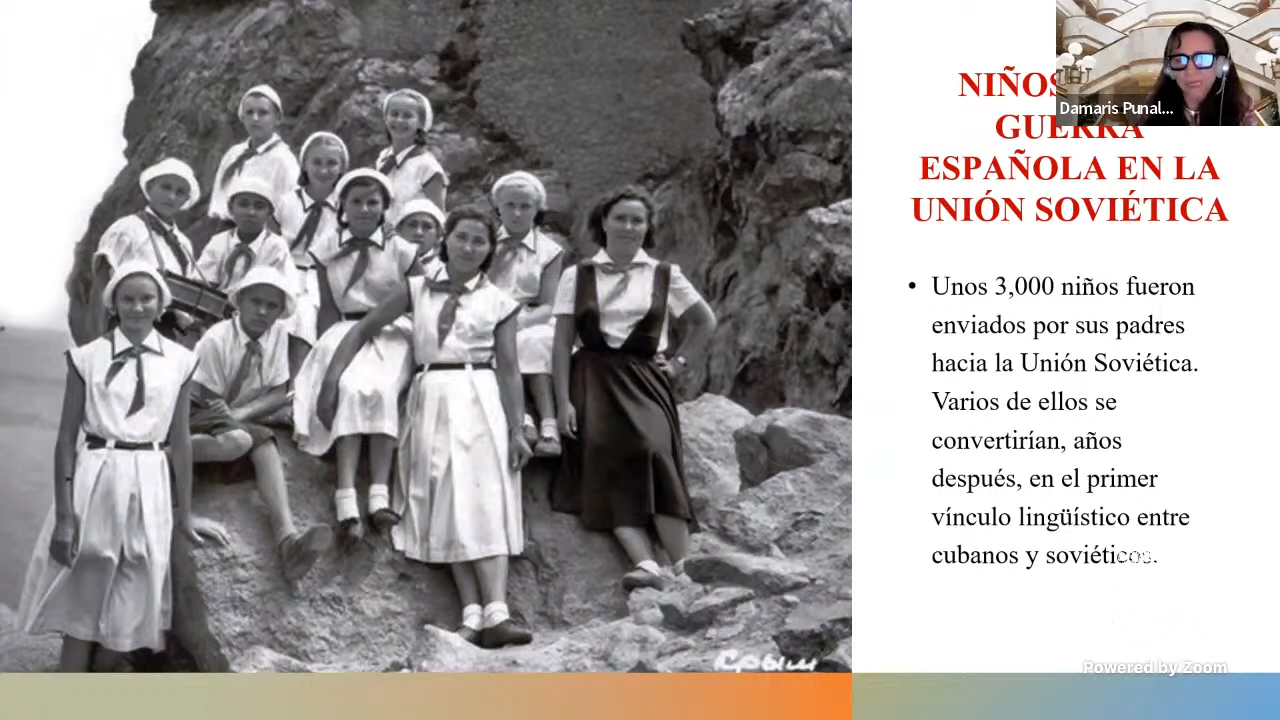 NIÑOS
GUERRA
ESPAÑOLA EN LA
UNIÓN SOVIÉTICA
Damaris Punal...
• Unos 3,000 niños fueron
enviados por sus padres
hacia la Unión Soviética.
Varios de ellos se
convertirían, años
después, en el primer
vínculo lingüístico entre
cubanos y soviéticos.
Крым
Powered by Zoom